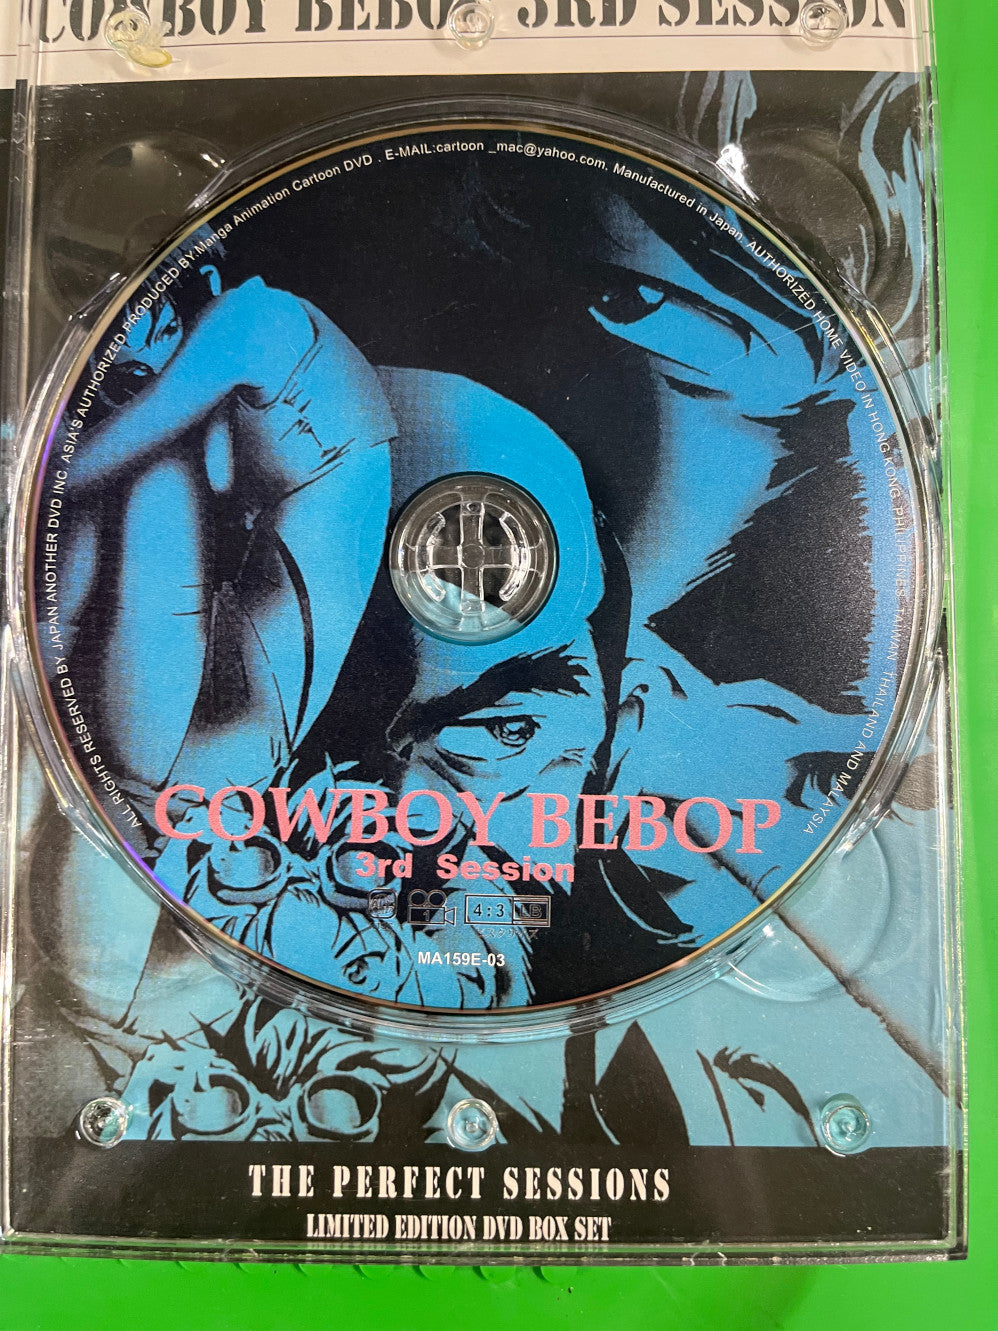 COWBOY BEBOP 3RD SESSION
ALL RIGHTS RESERVED BY JAPAN ANOTHER DVD INC. ASIA'S AUTHORIZED PRODUCED BY:Manga Animation Cartoon DVD . E-MAIL:cartoon _mac@yahoo.com, Manufactured in Japan. AUTHORIZED HOME VIDEO IN HONG KONG, PHILIPPINES, TAIWAN THAILAND AND MALAYSIA
COWBOY BEBOP
3rd Session
1
4:3 LB
MA159E-03
THE PERFECT SESSIONS
LIMITED EDITION DVD BOX SET